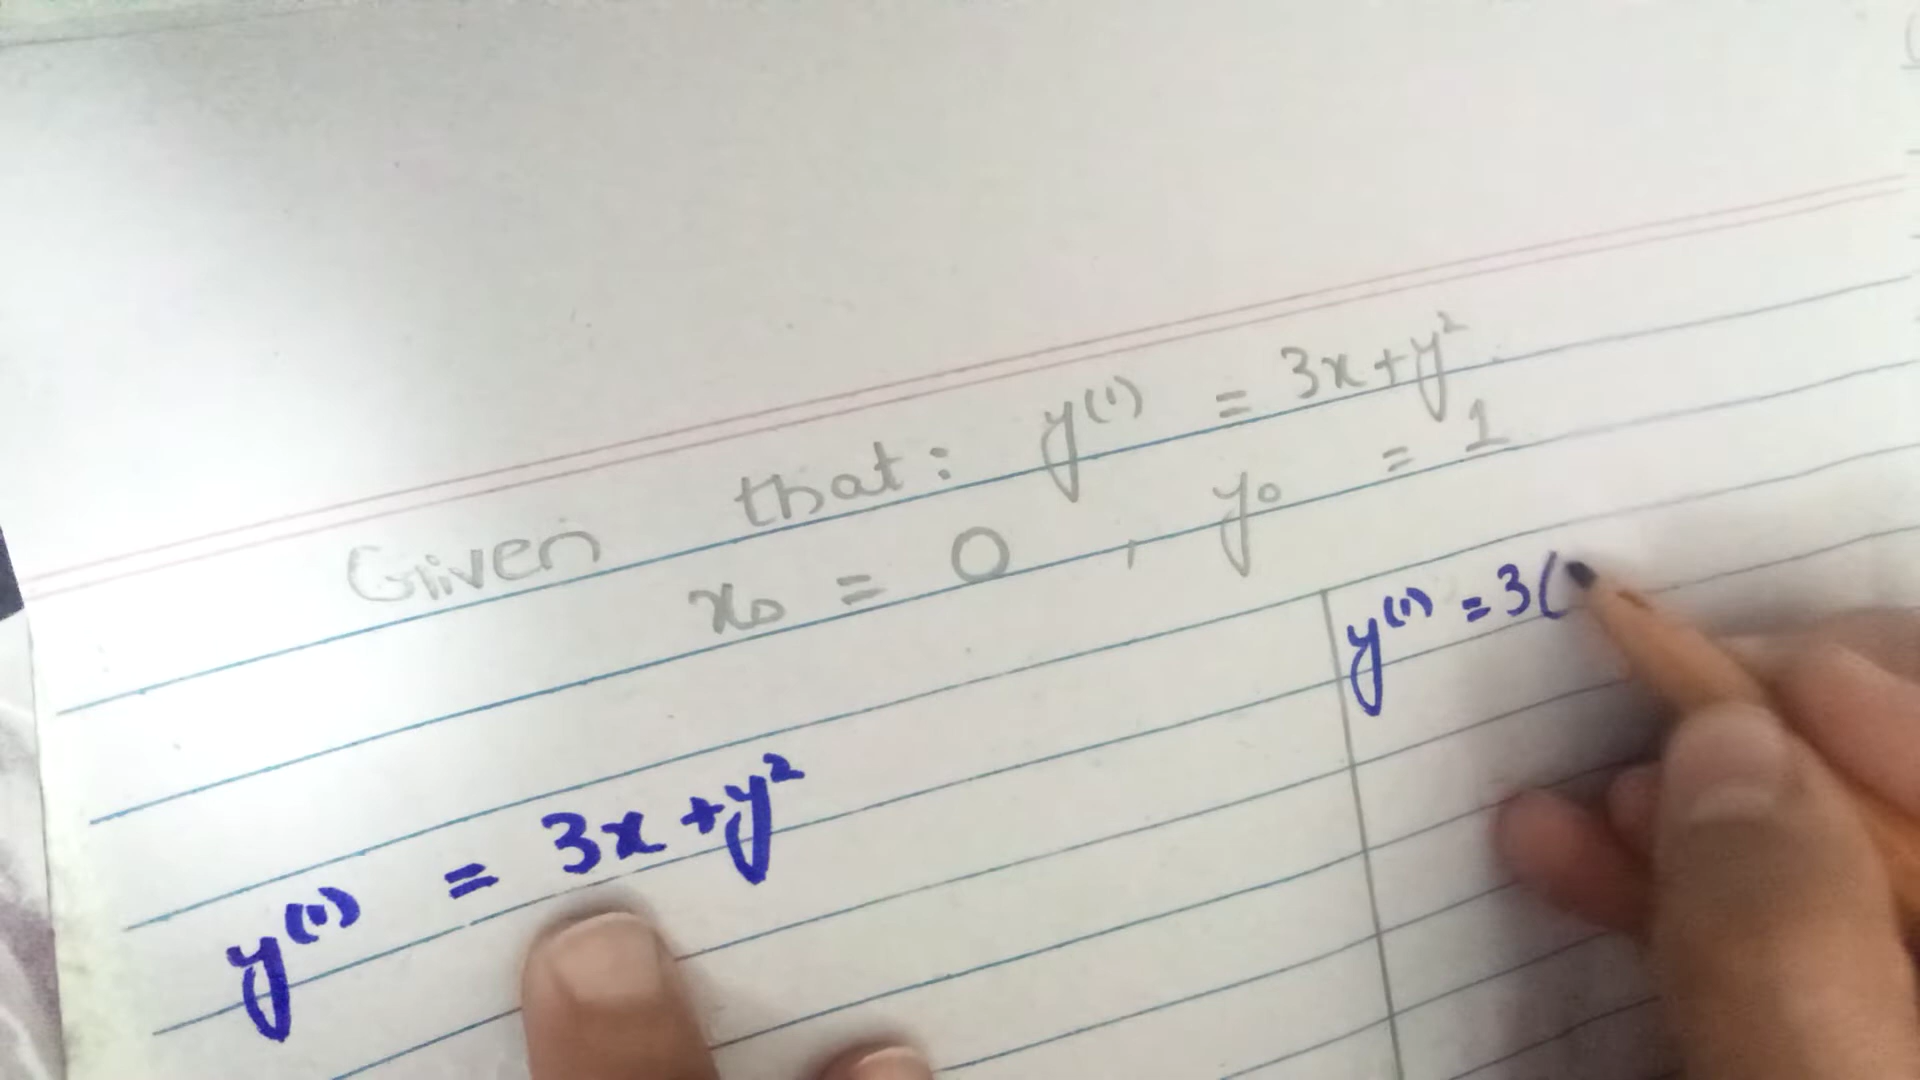 Given that: y⁽¹⁾ = 3x+y²
x₀ = 0 , y₀ = 1
y⁽¹⁾ = 3(
y⁽¹⁾ = 3x+y²